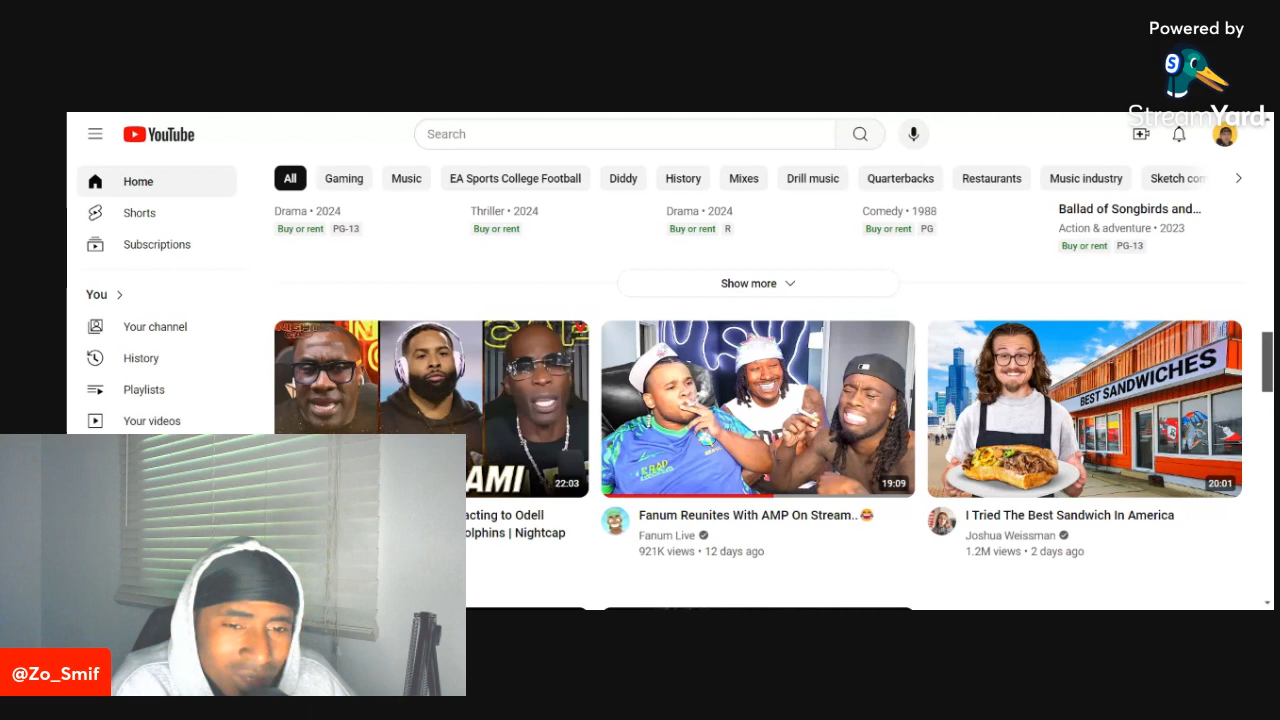 Powered by
StreamYard
YouTube
Search
Home
Shorts
Subscriptions
You
Your channel
History
Playlists
Your videos
All
Gaming
Music
EA Sports College Football
Diddy
History
Mixes
Drill music
Quarterbacks
Restaurants
Music industry
Sketch com
Drama • 2024
Buy or rent PG-13
Thriller • 2024
Buy or rent
Drama • 2024
Buy or rent R
Comedy • 1988
Buy or rent PG
Ballad of Songbirds and...
Action & adventure • 2023
Buy or rent PG-13
Show more
AMI
22:03
acting to Odell
olphins | Nightcap
19:09
Fanum Reunites With AMP On Stream..😂
Fanum Live
921K views • 12 days ago
BEST SANDWICHES
20:01
I Tried The Best Sandwich In America
Joshua Weissman
1.2M views • 2 days ago
@Zo_Smif